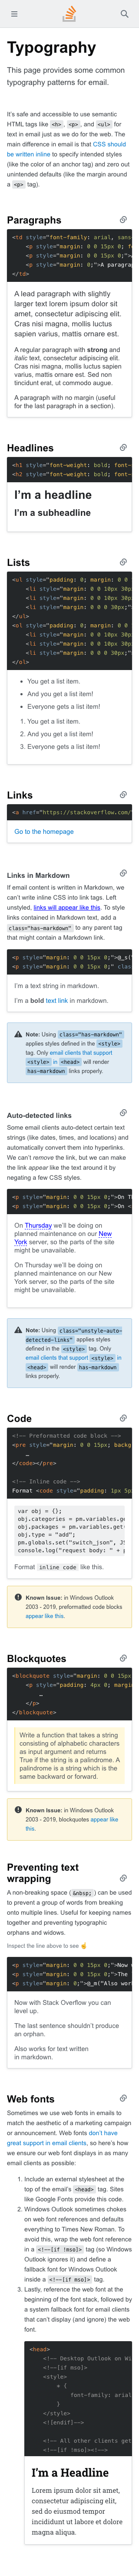 Typography
This page provides some common
typography patterns for email.
It's safe and accessible to use semantic
HTML tags like <h>, <p>, and <ul> for
text in email just as we do for the web. The
main difference in email is that CSS should
be written inline to specify intended styles
(like the color of text) and to wipe out any
unintended defaults (like the margin around
a <p> tag).
Paragraphs
<td style="font-family: arial, sans
<p style="margin: 0 0 15px 0;
<p style="margin: 0 0 15px 0;
<p style="margin: 0;">A parag
</td>
A lead paragraph with slightly
larger text lorem ipsum dolor sit
amet, consectetur adipiscing elit.
Cras nisi magna, mollis luctus
sapien varius, mattis ornare est.
A body paragraph with strong and
italic text, consectetur adipiscing elit.
Cras nisi magna, mollis luctus sapien
varius, mattis ornare est. Sed non
tincidunt erat, ut commodo augue.
A paragraph with no margin (useful
for the last paragraph in a section).
Headlines
<h1 style="font-weight: bold; font-
<h2 style="font-weight: bold; font-
I'm a headline
I'm a subheadline
Lists
<ul style="padding: 0; margin: 0 0
<li style="margin: 0 0 10px 30p
<li style="margin: 0 0 10px 30p
<li style="margin: 0 0 0 30px;"
</ul>
<ol style="padding: 0; margin: 0 0
<li style="margin: 0 0 10px 30p
<li style="margin: 0 0 10px 30p
<li style="margin: 0 0 0 30px;"
</ol>
• You get a list item.
• And you get a list item!
• Everyone gets a list item!
1. You get a list item.
2. And you get a list item!
3. Everyone gets a list item!
Links
<a href="https://stackoverflow.com/
Go to the homepage
Links in Markdown
If email content is written in Markdown, we
can't write inline CSS into link tags. Left
unstyled, links will appear like this. To style
links contained in Markdown, add
class="has-markdown" to any parent tag
that might contain a Markdown link.
<p style="margin: 0 0 15px 0;">
<p style="margin: 0 0 15px 0;" clas
I'm a text string in markdown.
I'm a bold text link in markdown.
Note: Using class="has-markdown"
applies styles defined in the <style>
tag. Only email clients that support
<style> in <head> will render
has-markdown links properly.
Auto-detected links
Some email clients auto-detect certain text
strings (like dates, times, and locations) and
automatically convert them into hyperlinks.
We can't remove the link, but we can make
the link appear like the text around it by
negating a few CSS styles.
<p style="margin: 0 0 15px 0;">On T
<p style="margin: 0 0 15px 0;">On
On Thursday we'll be doing on
planned maintenance our our New
York server, so the parts of the site
might be unavailable.
On Thursday we'll be doing on
planned maintenance on our New
York server, so the parts of the site
might be unavailable.
Note: Using class="unstyle-auto-
detected-links" applies styles
defined in the <style> tag. Only
email clients that support <style> in
<head> will render has-markdown
links properly.
Code
<!-- Preformatted code block -->
<pre style="margin: 0 0 15px; backg
…
</code></pre>
<!-- Inline code -->
Format <code style="padding: 1px 5p
var obj = {};
obj.categories = pm.variables.ge
obj.packages = pm.variables.get(
obj.type = "add";
pm.globals.set("switch_json", JS
console.log("request body: " + p
Format inline code like this.
Known Issue: in Windows Outlook
2003 - 2019, preformatted code blocks
appear like this.
Blockquotes
<blockquote style="margin: 0 0 15px
<p style="padding: 4px 0; margi
…
</p>
</blockquote>
Write a function that takes a string
consisting of alphabetic characters
as input argument and returns
True if the string is a palindrome. A
palindrome is a string which is the
same backward or forward.
Known Issue: in Windows Outlook
2003 - 2019, blockquotes appear like
this.
Preventing text
wrapping
A non-breaking space (&nbsp;) can be used
to prevent groups of words from breaking
onto multiple lines. Useful for keeping names
together and preventing typographic
orphans and widows.
Inspect the line above to see ☝️
<p style="margin: 0 0 15px 0;">Now
<p style="margin: 0 0 15px 0;">The
<p style="margin: 0 0 15px 0;">
Now with Stack Overflow you can
level up.
The last sentence shouldn't produce
an orphan.
Also works for text written
in markdown.
Web fonts
Sometimes we use web fonts in emails to
match the aesthetic of a marketing campaign
or announcement. Web fonts don't have
great support in email clients, so here's how
we ensure our web font displays in as many
email clients as possible:
1. Include an external stylesheet at the
top of the email's <head> tag. Sites
like Google Fonts provide this code.
2. Windows Outlook sometimes chokes
on web font references and defaults
everything to Times New Roman. To
avoid this, wrap the web font reference
in a <!--[if !mso]> tag (so Windows
Outlook ignores it) and define a
fallback font for Windows Outlook
inside a <!--[if mso]> tag.
3. Lastly, reference your web font at the
beginning of the font stack, followed by
a system fallback font for email clients
that don't display (and ignore) the web
font.
<head>
<!-- Desktop Outlook on Wi
<!--[if mso]>
<style>
* {
font-family: arial
}
</style>
<![endif]-->
<!-- All other clients get
<!--[if !mso]><!-->
I'm a Heading
Lorem ipsum dolor sit amet,
consectetur adipiscing elit,
sed do eiusmod tempor
incididunt ut labore et dolore
magna aliqua.